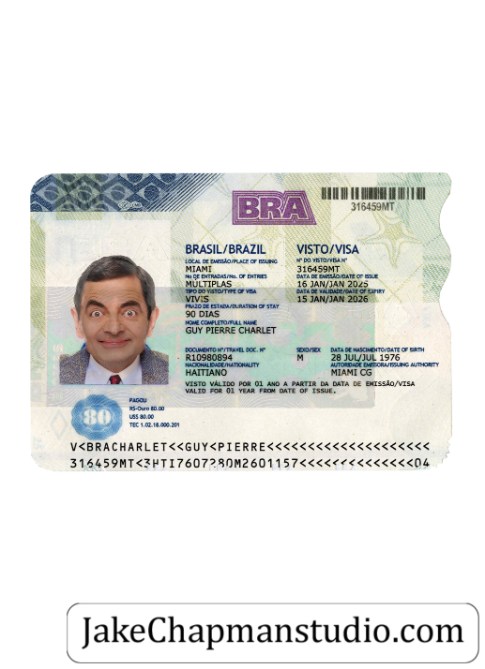 BRA
316459MT
BRASIL/BRAZIL VISTO/VISA
LOCAL DE EMISSÃO/PLACE OF ISSUING Nº DO VISTO/VISA Nº
MIAMI 316459MT
No DE ENTRADAS/No. OF ENTRIES DATA DE EMISSÃO/DATE OF ISSUE
MULTIPLAS 16 JAN/JAN 2025
TIPO DO VISTO/TYPE OF VISA DATA DE VALIDADE/DATE OF EXPIRY
VIVIS 15 JAN/JAN 2026
PRAZO DE ESTADA/DURATION OF STAY
90 DIAS
NOME COMPLETO/FULL NAME
GUY PIERRE CHARLET
DOCUMENTO Nº/TRAVEL DOC. Nº SEXO/SEX DATA DE NASCIMENTO/DATE OF BIRTH
R10980894 M 28 JUL/JUL 1976
NACIONALIDADE/NATIONALITY AUTORIDADE EMISSORA/ISSUING AUTHORITY
HAITIANO MIAMI CG
VISTO VÁLIDO POR 01 ANO A PARTIR DA DATA DE EMISSÃO/VISA
VALID FOR 01 YEAR FROM DATE OF ISSUE.
80
PAGOU
R$-Ouro 80.00
US$ 80.00
TEC 1.02.18.000.201
V<BRACHARLET<<GUY<PIERRE<<<<<<<<<<<<<<<<<<<<
316459MT<3HTI7607280M2601157<<<<<<<<<<<<<<04
JakeChapmanstudio.com